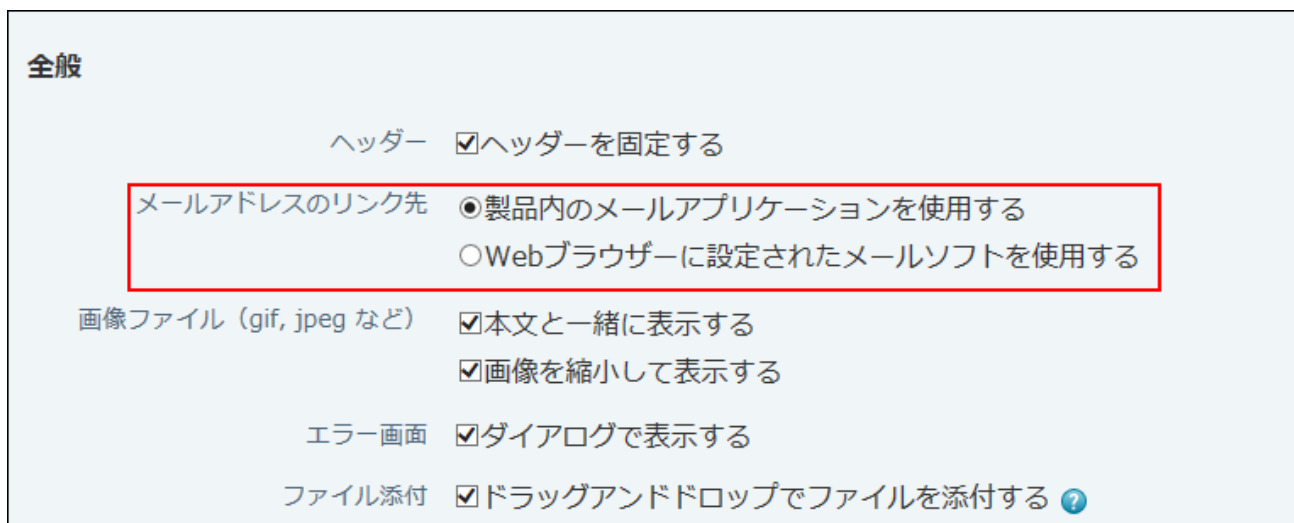 全般
ヘッダー ヘッダーを固定する
メールアドレスのリンク先 製品内のメールアプリケーションを使用する
Webブラウザーに設定されたメールソフトを使用する
画像ファイル（gif, jpeg など） 本文と一緒に表示する
画像を縮小して表示する
エラー画面 ダイアログで表示する
ファイル添付 ドラッグアンドドロップでファイルを添付する ?